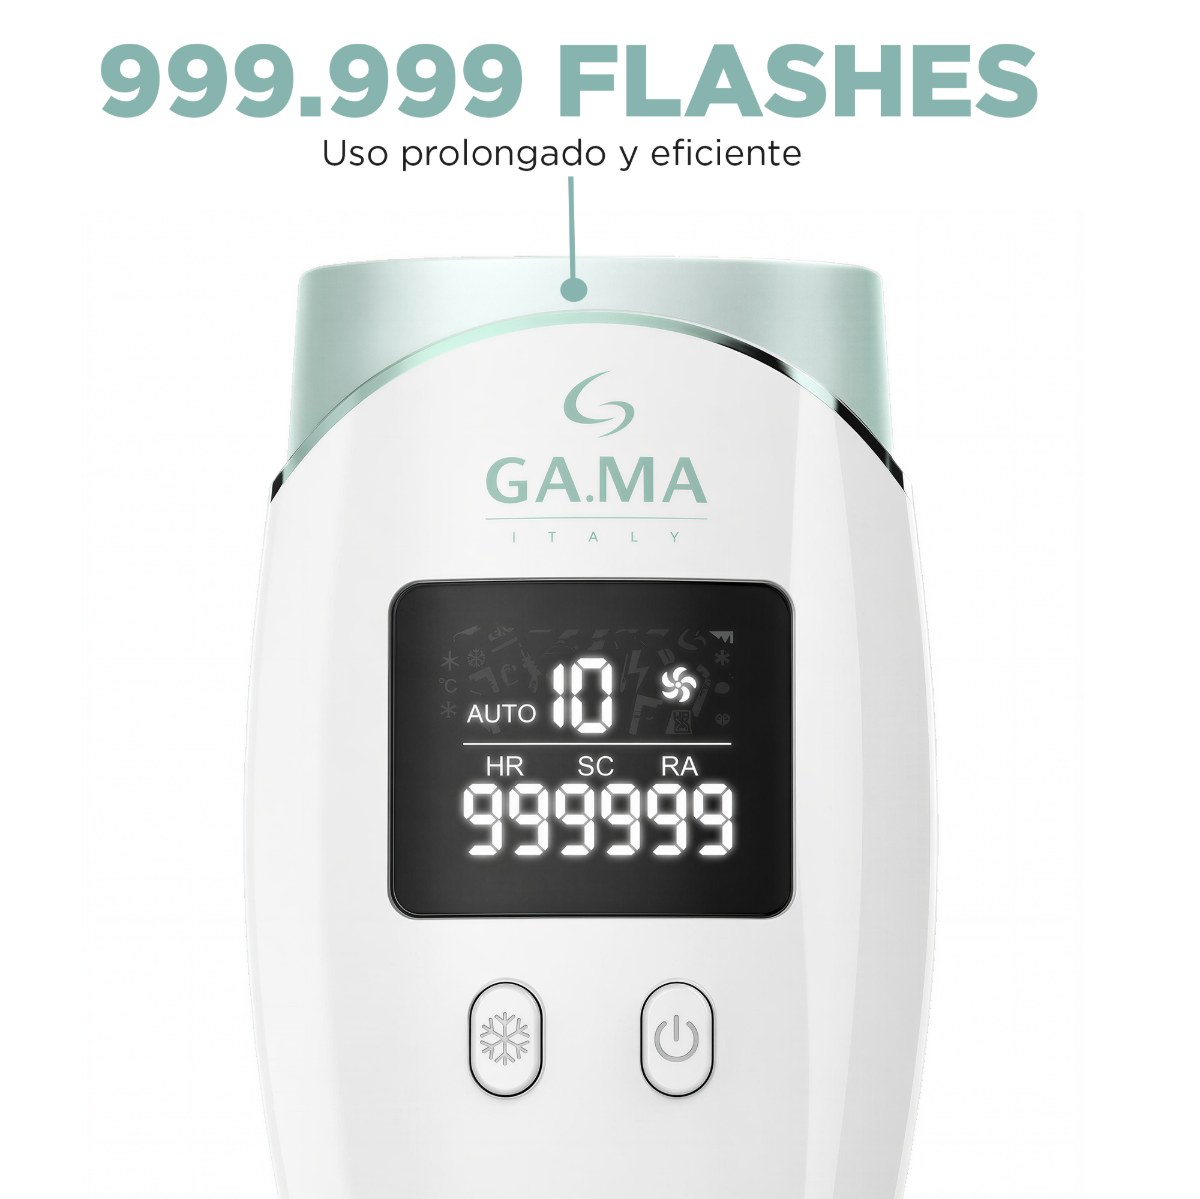 999.999 FLASHES
Uso prolongado y eficiente
GA.MA
ITALY
°C
AUTO 10
HR SC RA
999999